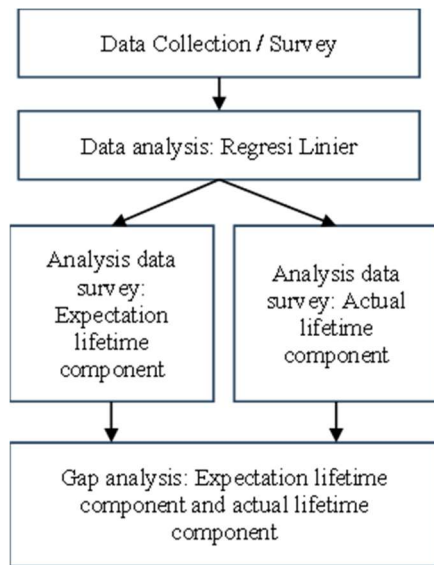 Data Collection / Survey
Data analysis: Regresi Linier
Analysis data
survey:
Expectation
lifetime
component
Analysis data
survey: Actual
lifetime
component
Gap analysis: Expectation lifetime
component and actual lifetime
component